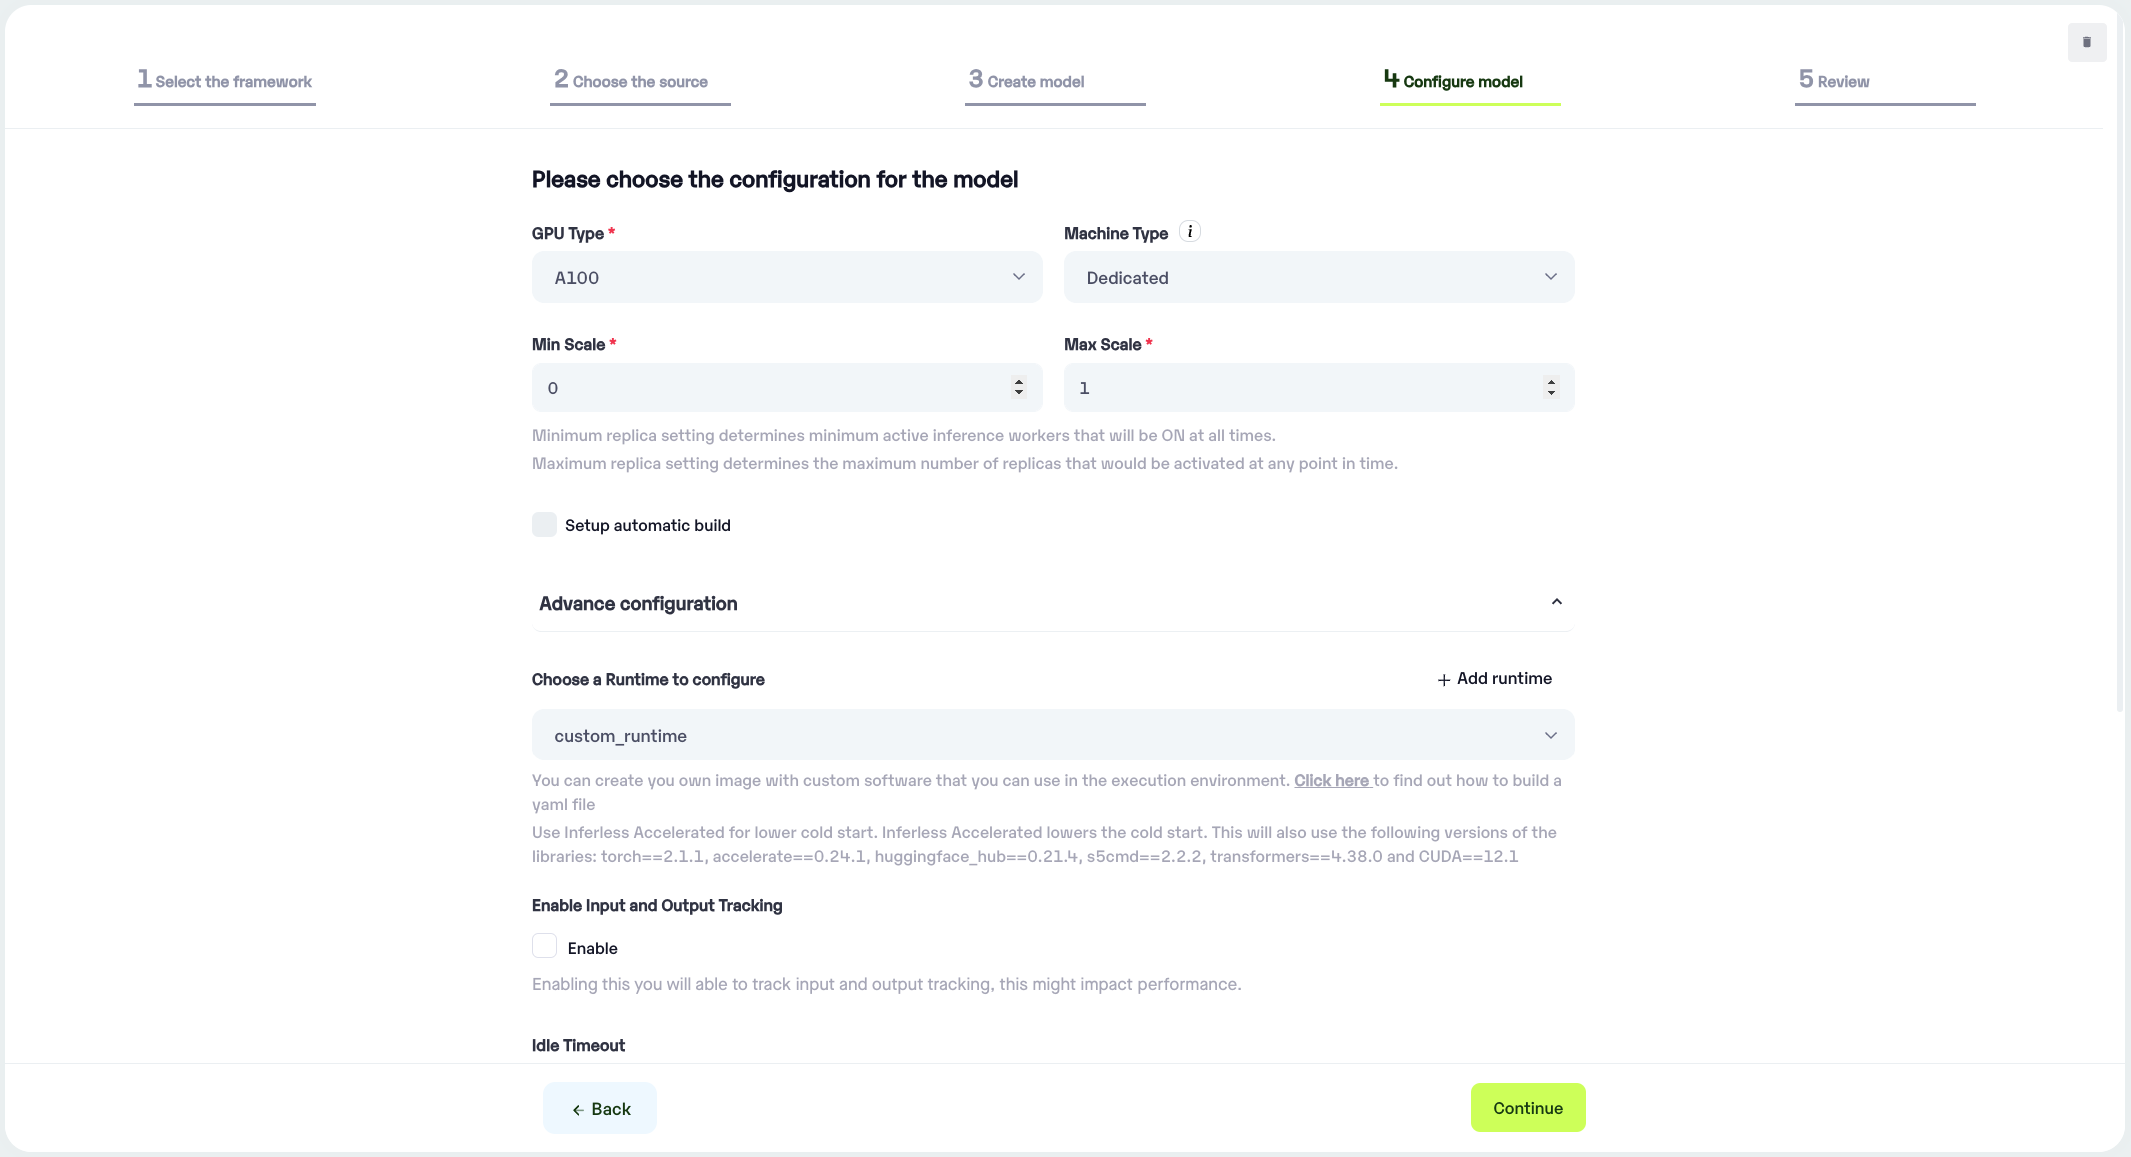 1 Select the framework
2 Choose the source
3 Create model
4 Configure model
5 Review
Please choose the configuration for the model
GPU Type *
Machine Type i
A100
Dedicated
Min Scale *
Max Scale *
0
1
Minimum replica setting determines minimum active inference workers that will be ON at all times.
Maximum replica setting determines the maximum number of replicas that would be activated at any point in time.
Setup automatic build
Advance configuration
Choose a Runtime to configure
+ Add runtime
custom_runtime
You can create you own image with custom software that you can use in the execution environment. Click here to find out how to build a
yaml file
Use Inferless Accelerated for lower cold start. Inferless Accelerated lowers the cold start. This will also use the following versions of the
libraries: torch==2.1.1, accelerate==0.24.1, huggingface_hub==0.21.4, s5cmd==2.2.2, transformers==4.38.0 and CUDA==12.1
Enable Input and Output Tracking
Enable
Enabling this you will able to track input and output tracking, this might impact performance.
Idle Timeout
← Back
Continue